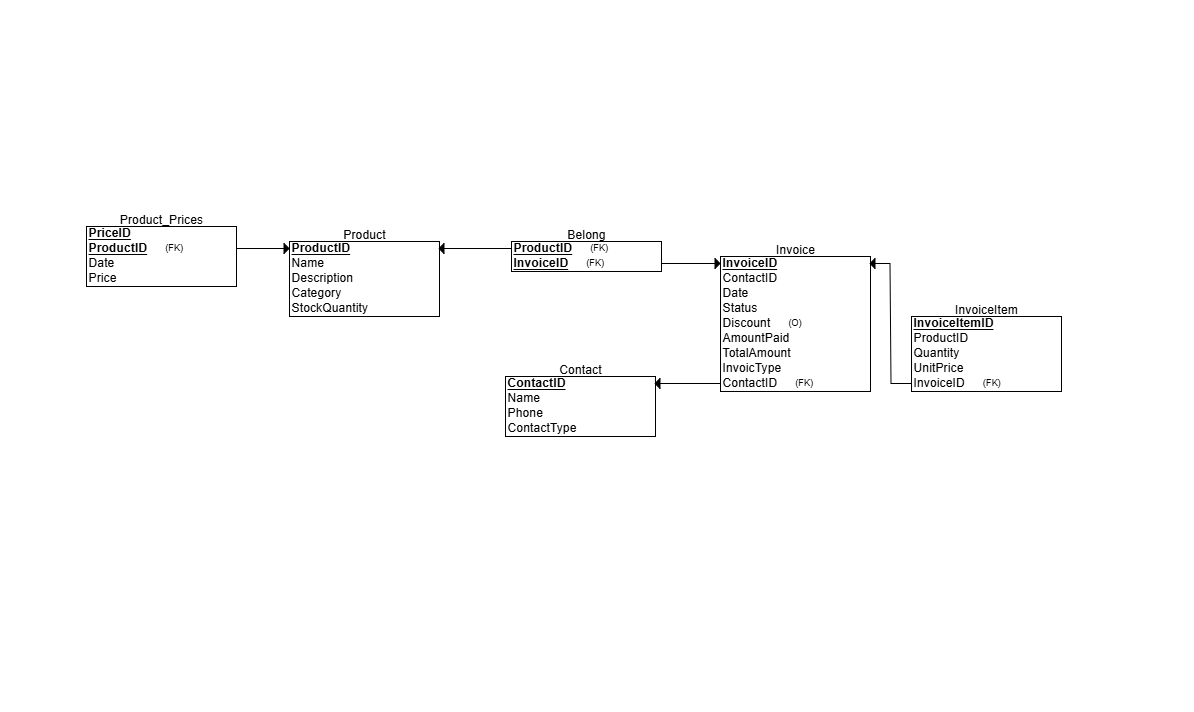 Product_Prices
PriceID
ProductID (FK)
Date
Price
Product
ProductID
Name
Description
Category
StockQuantity
Belong
ProductID (FK)
InvoiceID (FK)
Invoice
InvoiceID
ContactID
Date
Status
Discount (O)
AmountPaid
TotalAmount
InvoicType
ContactID (FK)
InvoiceItem
InvoiceItemID
ProductID
Quantity
UnitPrice
InvoiceID (FK)
Contact
ContactID
Name
Phone
ContactType